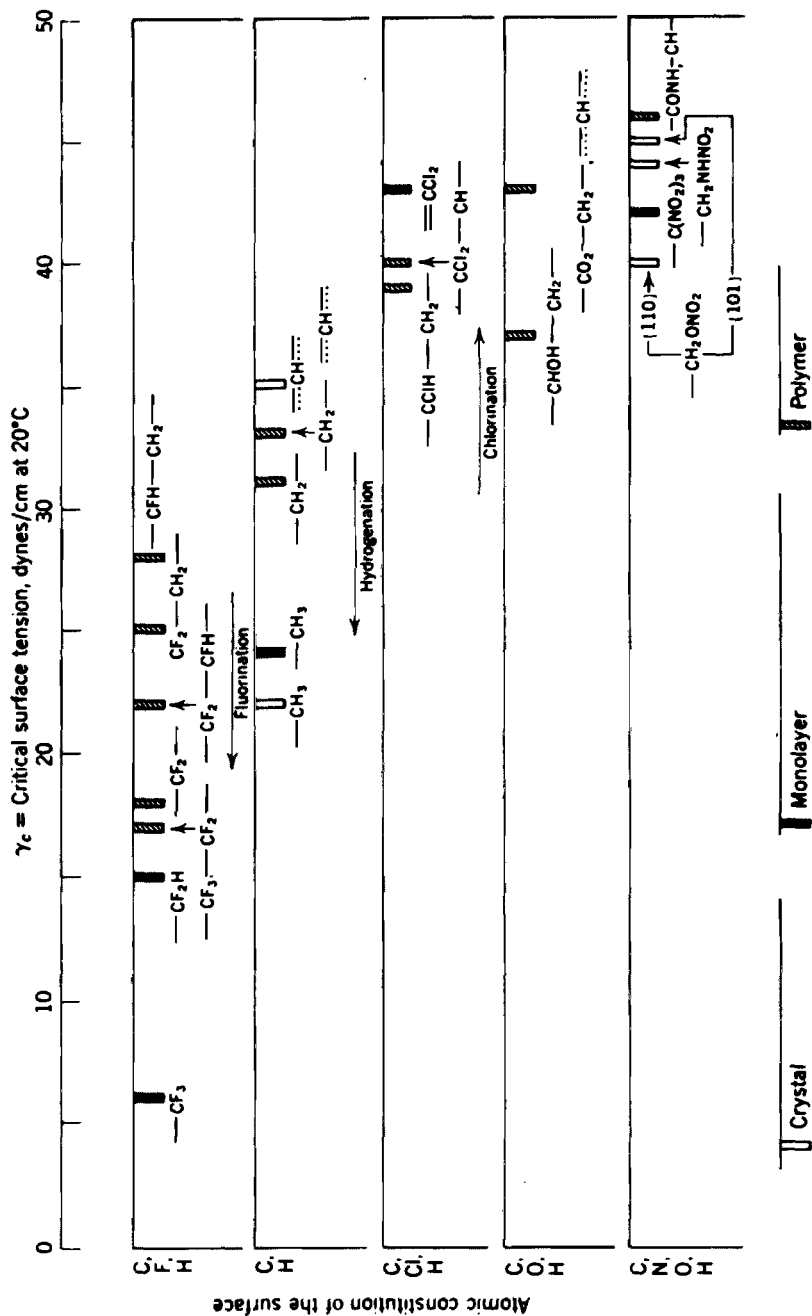 γc = Critical surface tension, dynes/cm at 20°C
0 10 20 30 40 50
Atomic constitution of the surface
C, F, H
—CF3
—CF2H
—CF3—CF2—
—CF2—
—CF2—CFH—
CF2—CH2—
—CFH—CH2—
Fluorination
C, H
—CH3
—CH3
—CH2—
—CH2—, ═CH═
═CH═
Hydrogenation
C, Cl, H
—CClH—CH2—
—CCl2—CH—
═CCl2
Chlorination
C, O, H
—CHOH—CH2—
—CO2—CH2—, ═CH═
C, N, O, H
(110)
—CH2ONO2
(101)
—C(NO2)3
—CH2NHNO2
—CONH, CH—
Crystal
Monolayer
Polymer